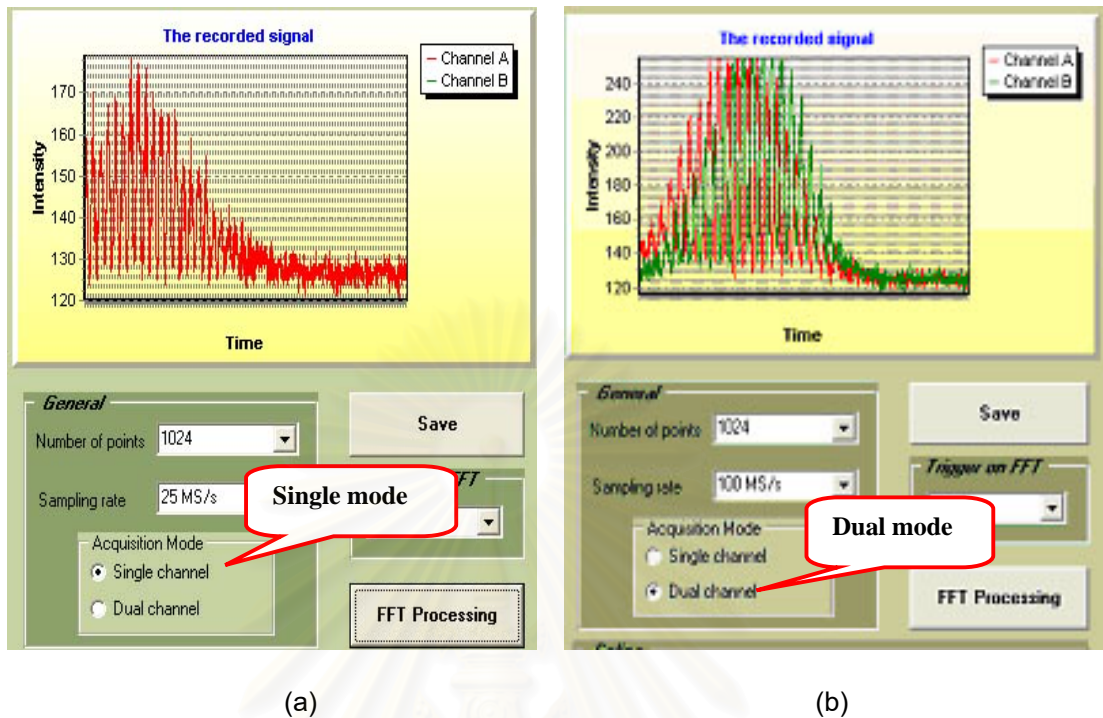 The recorded signal
Channel A
Channel B
170
160
150
140
130
120
Intensity
Time
General
Number of points 1024
Sampling rate 25 MS/s
Save
FFT
Single mode
Acquisition Mode
Single channel
Dual channel
FFT Processing
(a)
The recorded signal
Channel A
Channel B
240
220
200
180
160
140
120
Intensity
Time
General
Number of points 1024
Sampling rate 100 MS/s
Save
Trigger on FFT
Dual mode
Acquisition Mode
Single channel
Dual channel
FFT Processing
(b)